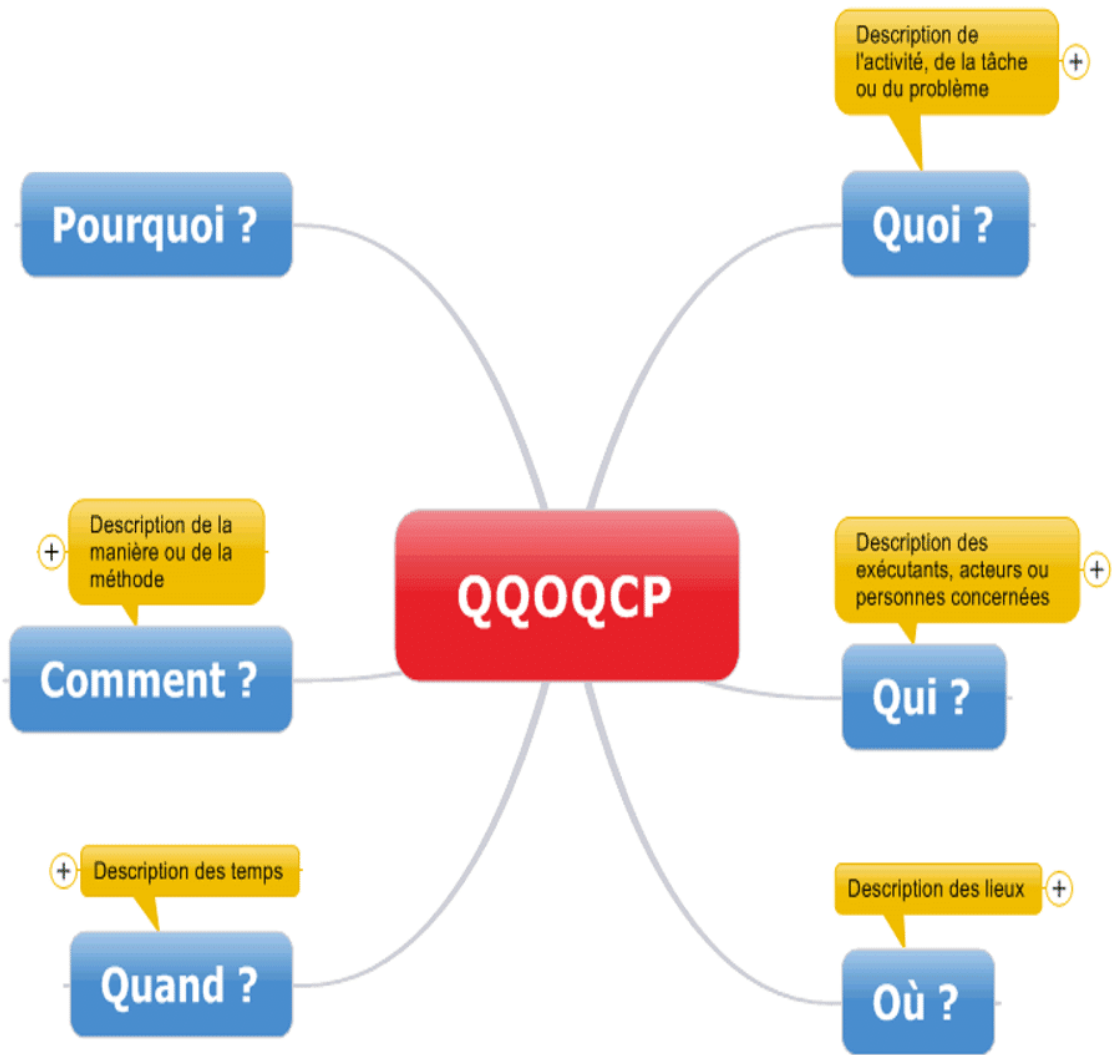 Description de
l'activité, de la tâche
ou du problème
Pourquoi ?
Quoi ?
Description de la
manière ou de la
méthode
QQOQCP
Description des
exécutants, acteurs ou
personnes concernées
Comment ?
Qui ?
Description des temps
Description des lieux
Quand ?
Où ?